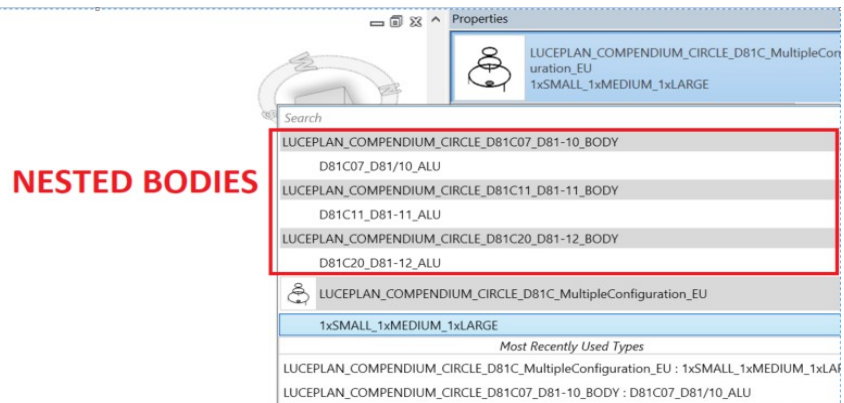 Properties
LUCEPLAN_COMPENDIUM_CIRCLE_D81C_MultipleCon
uration_EU
1xSMALL_1xMEDIUM_1xLARGE
Search
LUCEPLAN_COMPENDIUM_CIRCLE_D81C07_D81-10_BODY
D81C07_D81/10_ALU
NESTED BODIES
LUCEPLAN_COMPENDIUM_CIRCLE_D81C11_D81-11_BODY
D81C11_D81-11_ALU
LUCEPLAN_COMPENDIUM_CIRCLE_D81C20_D81-12_BODY
D81C20_D81-12_ALU
LUCEPLAN_COMPENDIUM_CIRCLE_D81C_MultipleConfiguration_EU
1xSMALL_1xMEDIUM_1xLARGE
Most Recently Used Types
LUCEPLAN_COMPENDIUM_CIRCLE_D81C_MultipleConfiguration_EU : 1xSMALL_1xMEDIUM_1xLAR
LUCEPLAN_COMPENDIUM_CIRCLE_D81C07_D81-10_BODY : D81C07_D81/10_ALU